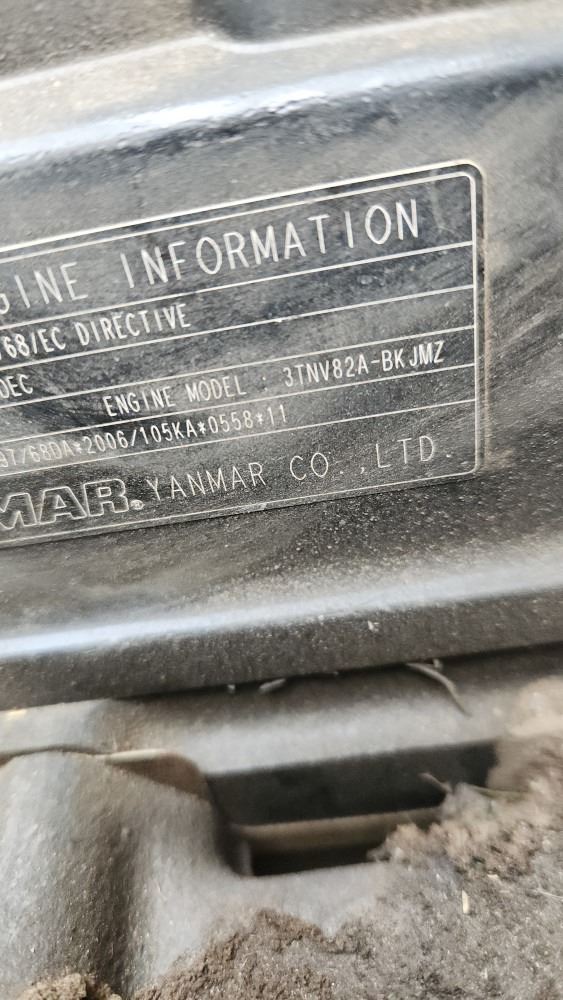 GINE INFORMATION
/68/EC DIRECTIVE
DEC
ENGINE MODEL : 3TNV82A-BKJMZ
97/68DA*2006/105KA*0558*11
MAR® YANMAR CO.,LTD.